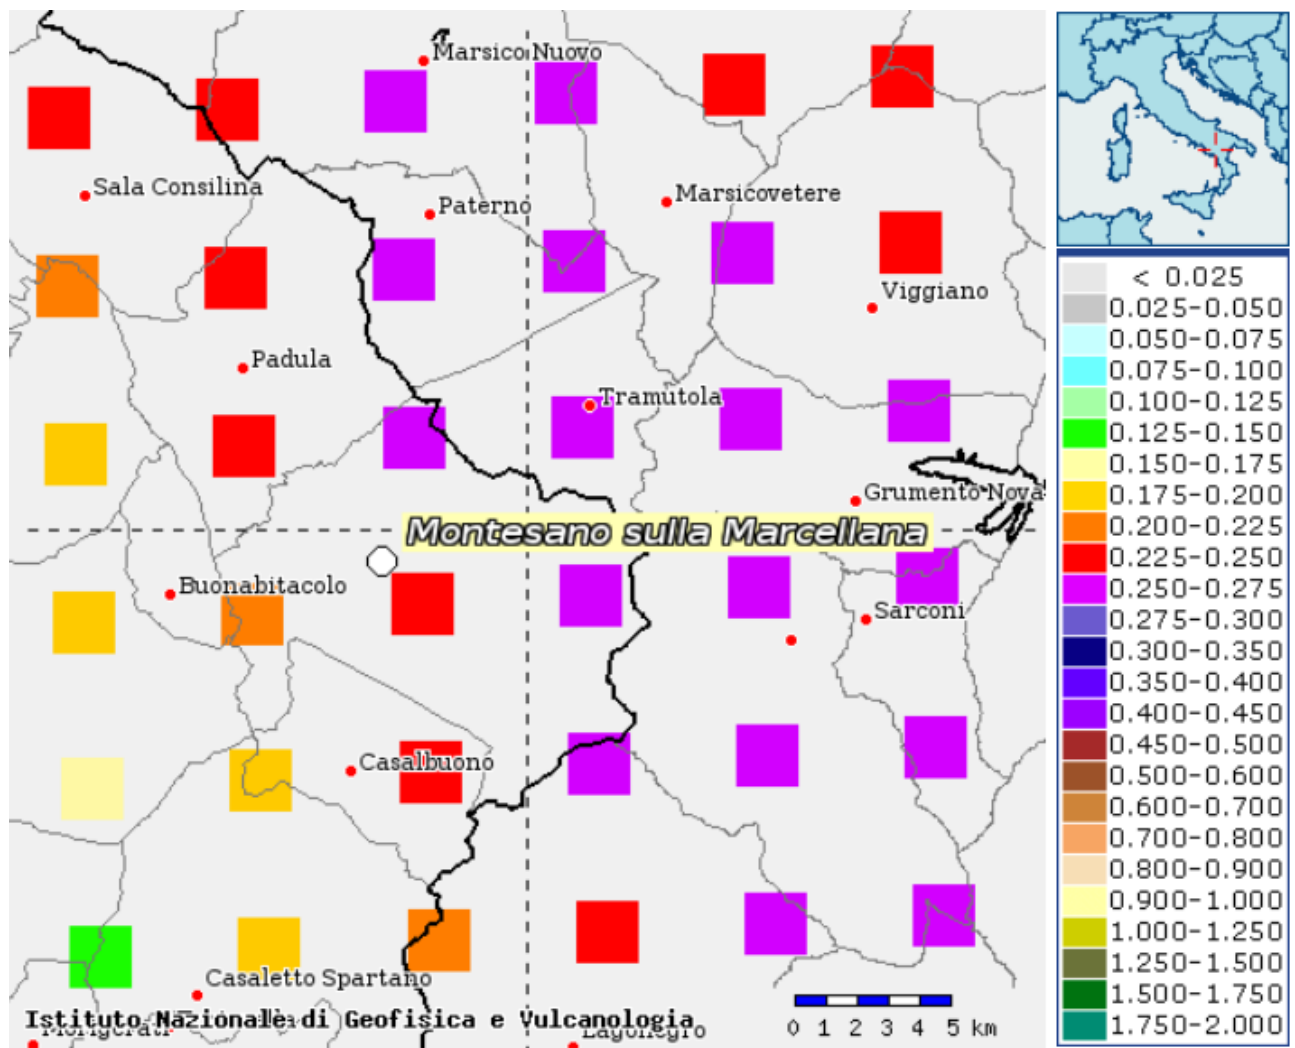 Marsico Nuovo
Sala Consilina
Paterno
Marsicovetere
Viggiano
Padula
Tramutola
Grumento Nova
Montesano sulla Marcellana
Buonabitacolo
Sarconi
Casalbuono
Casaletto Spartano
Istituto Nazionale di Geofisica e Vulcanologia
Lagonegro
0 1 2 3 4 5 km
< 0.025
0.025-0.050
0.050-0.075
0.075-0.100
0.100-0.125
0.125-0.150
0.150-0.175
0.175-0.200
0.200-0.225
0.225-0.250
0.250-0.275
0.275-0.300
0.300-0.350
0.350-0.400
0.400-0.450
0.450-0.500
0.500-0.600
0.600-0.700
0.700-0.800
0.800-0.900
0.900-1.000
1.000-1.250
1.250-1.500
1.500-1.750
1.750-2.000